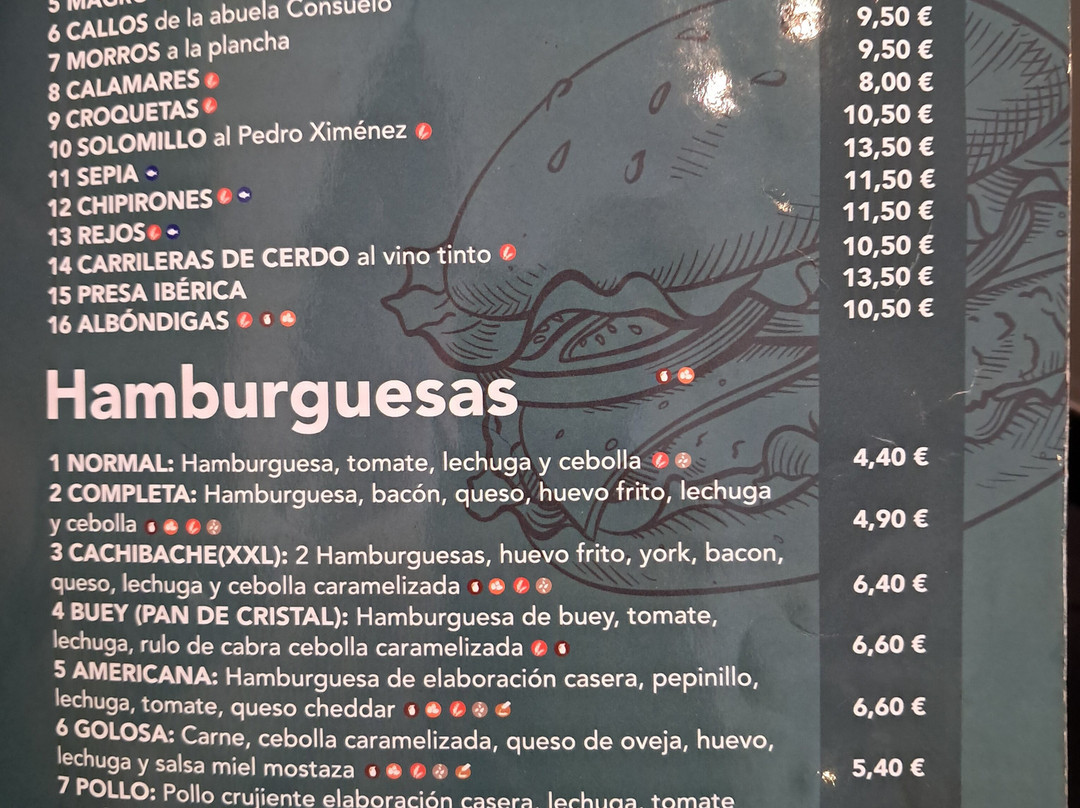 6 CALLOS de la abuela Consuelo
7 MORROS a la plancha 9,50 €
8 CALAMARES 9,50 €
9 CROQUETAS 8,00 €
10 SOLOMILLO al Pedro Ximénez 10,50 €
11 SEPIA 13,50 €
12 CHIPIRONES 11,50 €
13 REJOS 11,50 €
14 CARRILERAS DE CERDO al vino tinto 10,50 €
15 PRESA IBÉRICA 13,50 €
16 ALBÓNDIGAS 10,50 €
Hamburguesas
1 NORMAL: Hamburguesa, tomate, lechuga y cebolla 4,40 €
2 COMPLETA: Hamburguesa, bacón, queso, huevo frito, lechuga
y cebolla 4,90 €
3 CACHIBACHE(XXL): 2 Hamburguesas, huevo frito, york, bacon,
queso, lechuga y cebolla caramelizada 6,40 €
4 BUEY (PAN DE CRISTAL): Hamburguesa de buey, tomate,
lechuga, rulo de cabra cebolla caramelizada 6,60 €
5 AMERICANA: Hamburguesa de elaboración casera, pepinillo,
lechuga, tomate, queso cheddar 6,60 €
6 GOLOSA: Carne, cebolla caramelizada, queso de oveja, huevo,
lechuga y salsa miel mostaza 5,40 €
7 POLLO: Pollo crujiente elaboración casera, lechuga, tomate